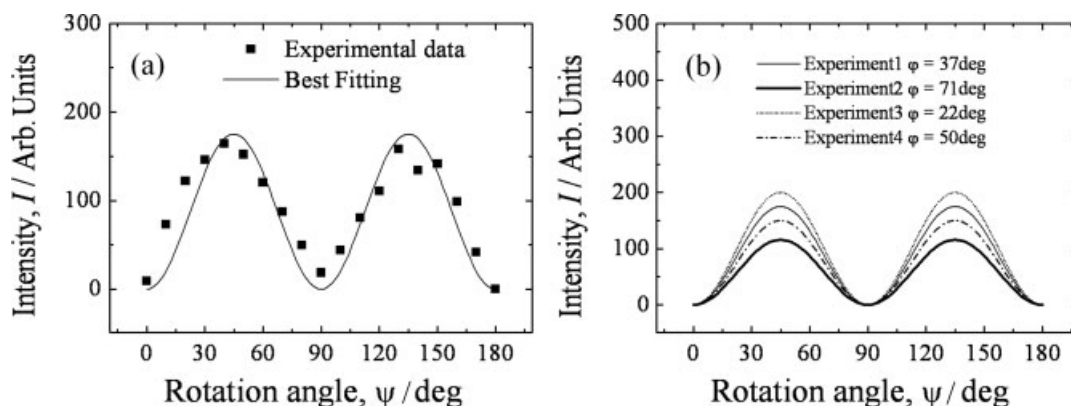 300
200
100
0
Intensity, I / Arb. Units
(a)
Experimental data
Best Fitting
0 30 60 90 120 150 180
Rotation angle, ψ / deg
500
400
300
200
100
0
Intensity, I / Arb. Units
(b)
Experiment1 φ = 37deg
Experiment2 φ = 71deg
Experiment3 φ = 22deg
Experiment4 φ = 50deg
0 30 60 90 120 150 180
Rotation angle, ψ / deg